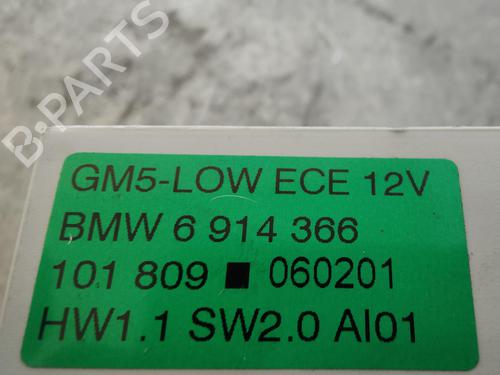 B-PARTS
GM5-LOW ECE 12V
BMW 6 914 366
101 809 ■ 060201
HW1.1 SW2.0 AI01